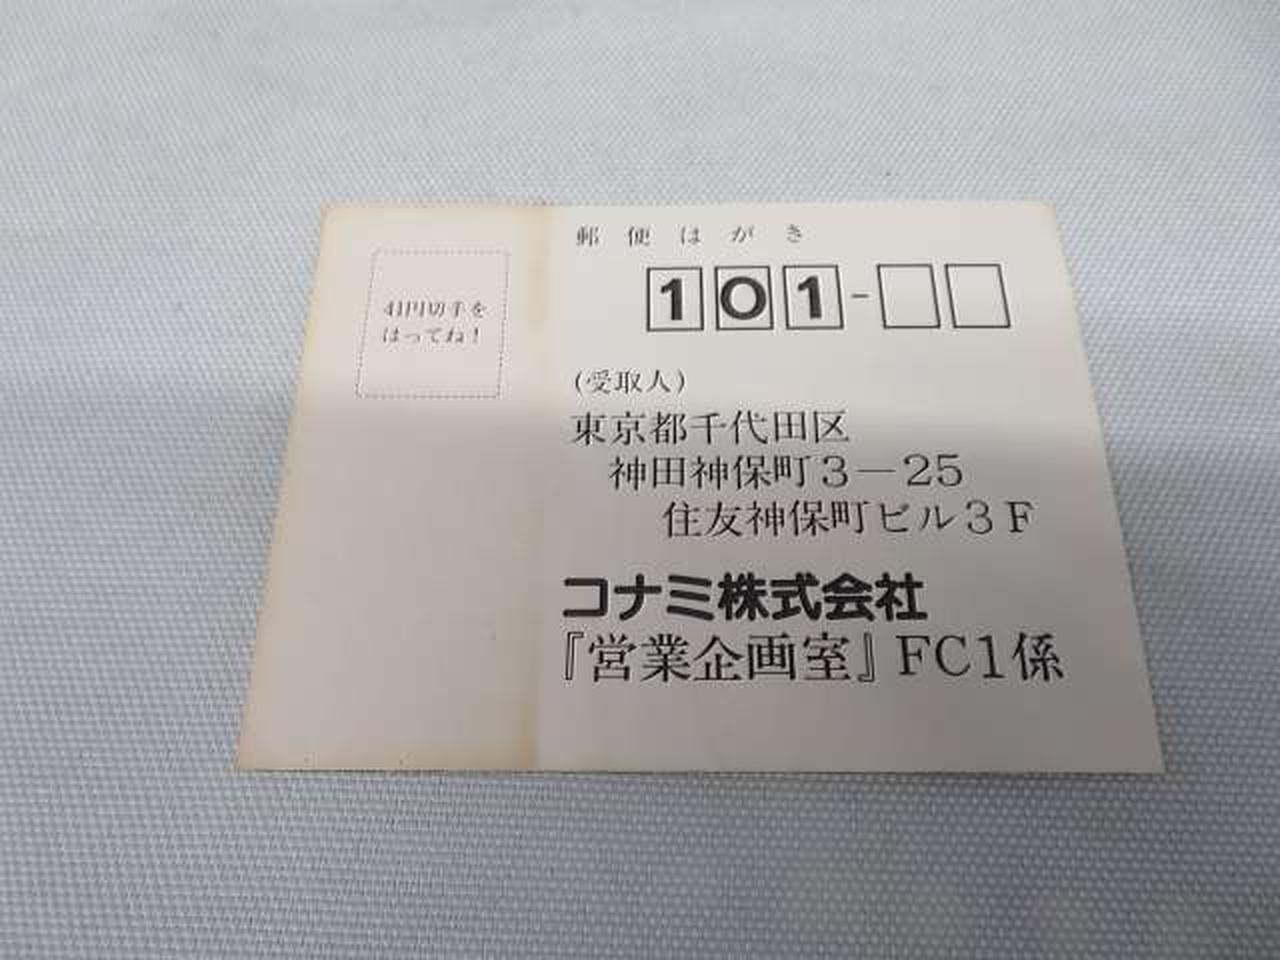 41円切手を
はってね！
郵便はがき
101-
(受取人)
東京都千代田区
神田神保町3―25
住友神保町ビル3F
コナミ株式会社
『営業企画室』FC1係